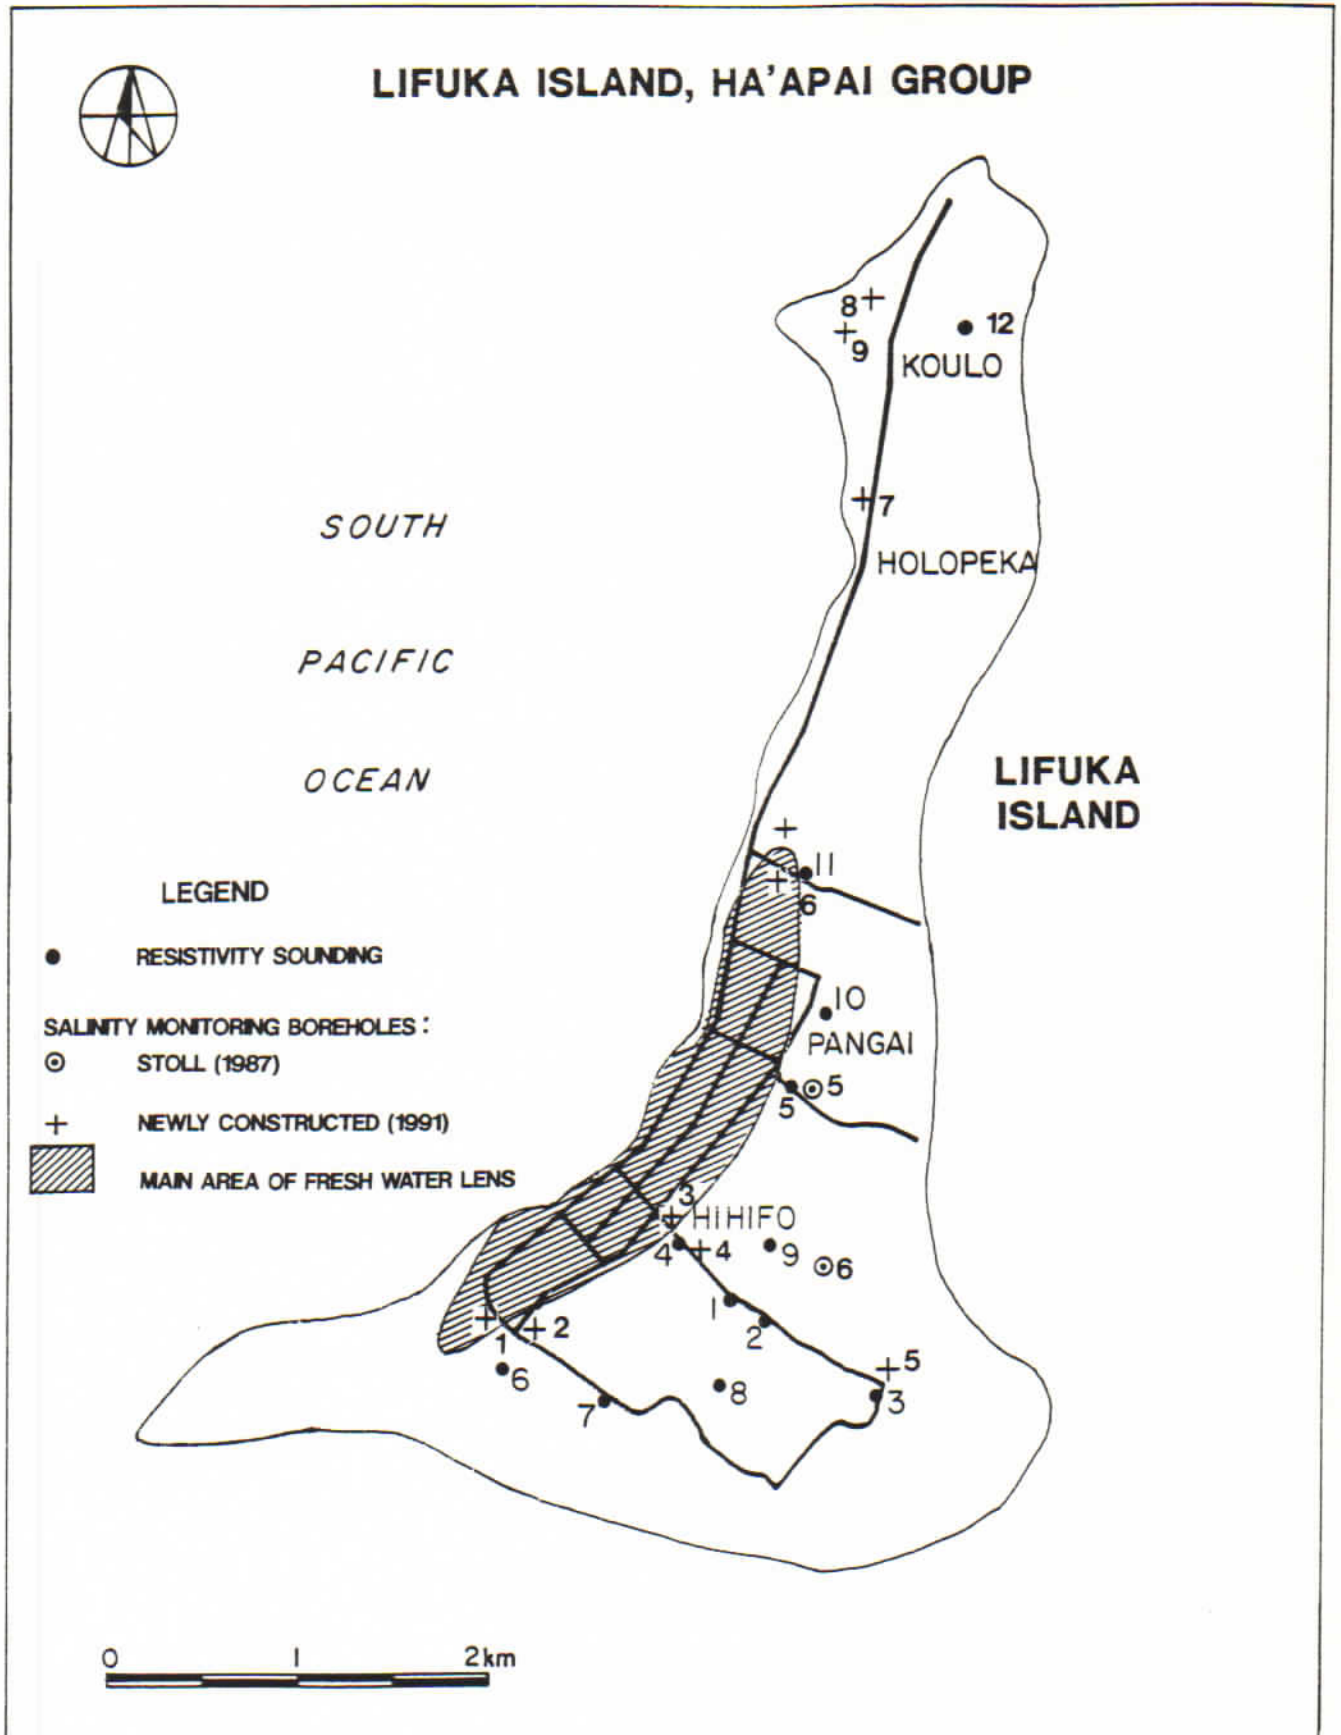 LIFUKA ISLAND, HA'APAI GROUP
8
12
9
KOULO
7
SOUTH
HOLOPEKA
PACIFIC
OCEAN
LIFUKA
ISLAND
11
LEGEND
6
RESISTIVITY SOUNDING
10
SALINITY MONITORING BOREHOLES:
PANGAI
STOLL (1987)
5
5
NEWLY CONSTRUCTED (1991)
MAIN AREA OF FRESH WATER LENS
3
HIHIFO
4
4
9
6
1
2
2
1
6
5
8
3
7
0 1 2km